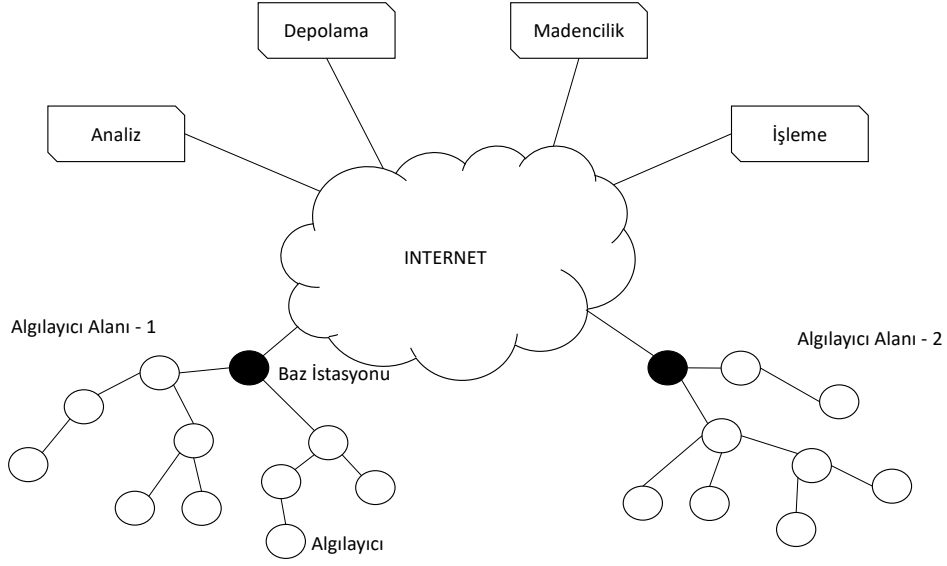 Depolama
Madencilik
Analiz
İşleme
INTERNET
Algılayıcı Alanı - 1
Algılayıcı Alanı - 2
Baz İstasyonu
Algılayıcı